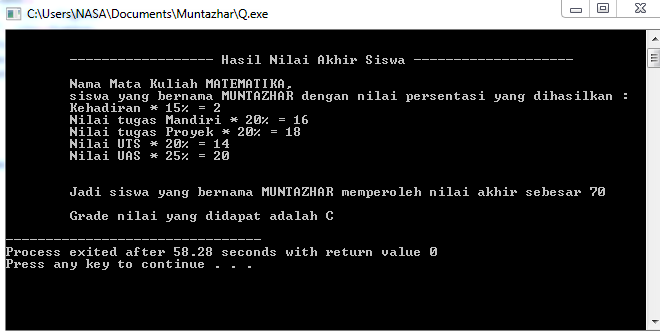 C:\Users\NASA\Documents\Muntazhar\Q.exe
------------------ Hasil Nilai Akhir Siswa --------------------
Nama Mata Kuliah MATEMATIKA,
siswa yang bernama MUNTAZHAR dengan nilai persentasi yang dihasilkan :
Kehadiran * 15% = 2
Nilai tugas Mandiri * 20% = 16
Nilai tugas Proyek * 20% = 18
Nilai UTS * 20% = 14
Nilai UAS * 25% = 20
Jadi siswa yang bernama MUNTAZHAR memperoleh nilai akhir sebesar 70
Grade nilai yang didapat adalah C
--------------------------------
Process exited after 58.28 seconds with return value 0
Press any key to continue . . .